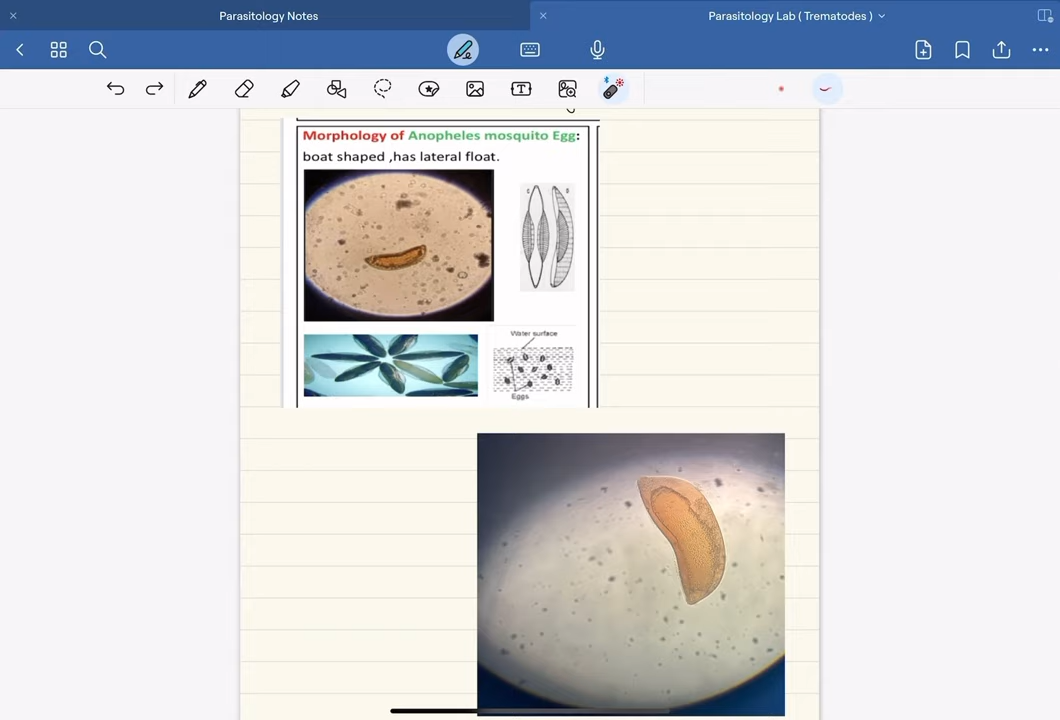 Parasitology Notes
Parasitology Lab ( Trematodes )
Morphology of Anopheles mosquito Egg:
boat shaped ,has lateral float.
Water surface
Eggs